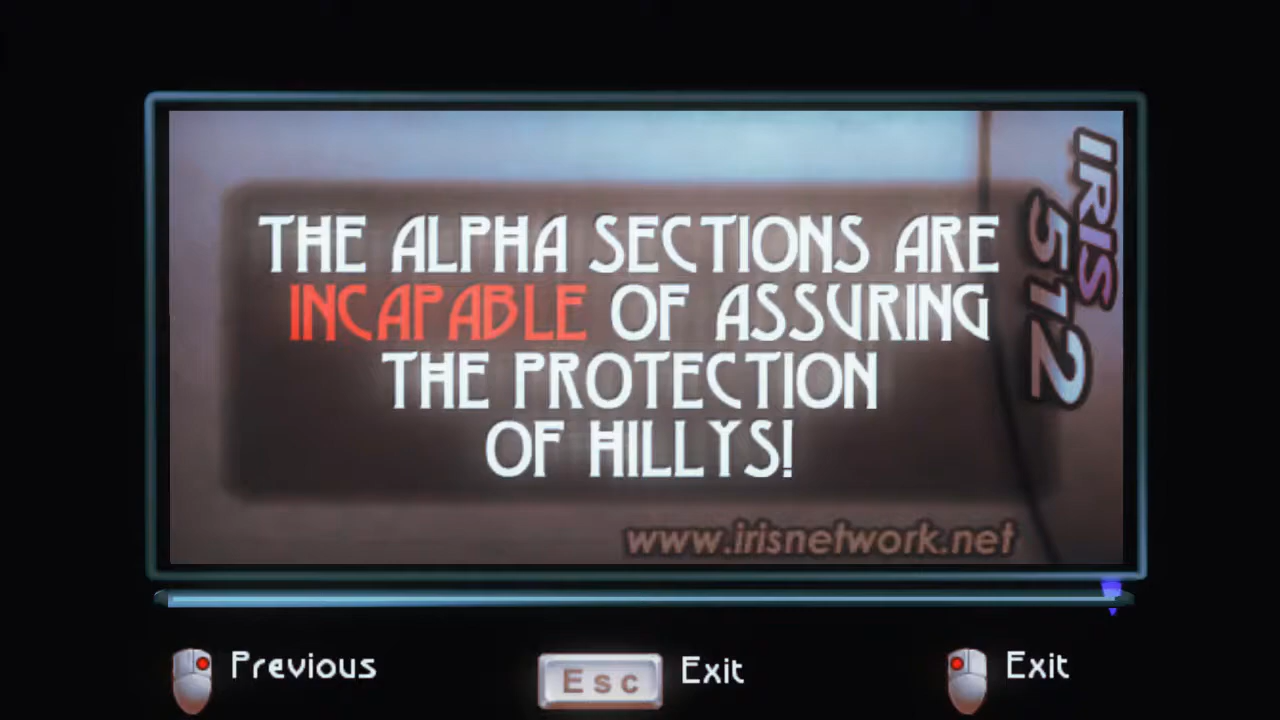 THE ALPHA SECTIONS ARE
INCAPABLE OF ASSURING
THE PROTECTION
OF HILLYS!
IRIS
512
www.irisnetwork.net
Previous
Esc Exit
Exit